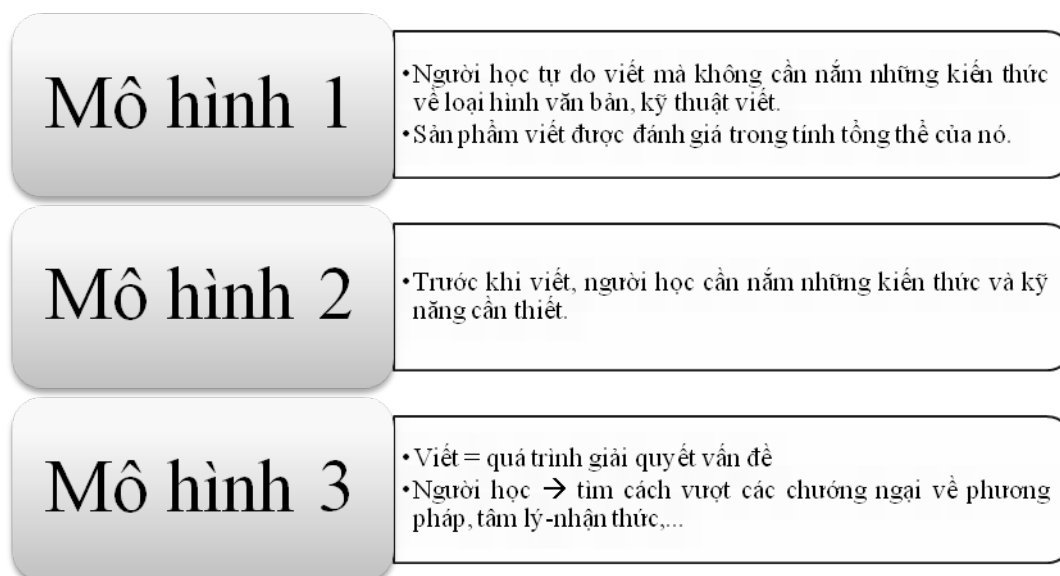 Mô hình 1
•Người học tự do viết mà không cần nắm những kiến thức
về loại hình văn bản, kỹ thuật viết.
•Sản phẩm viết được đánh giá trong tính tổng thể của nó.
Mô hình 2
•Trước khi viết, người học cần nắm những kiến thức và kỹ
năng cần thiết.
Mô hình 3
•Viết = quá trình giải quyết vấn đề
•Người học → tìm cách vượt các chướng ngại về phương
pháp, tâm lý-nhận thức,...